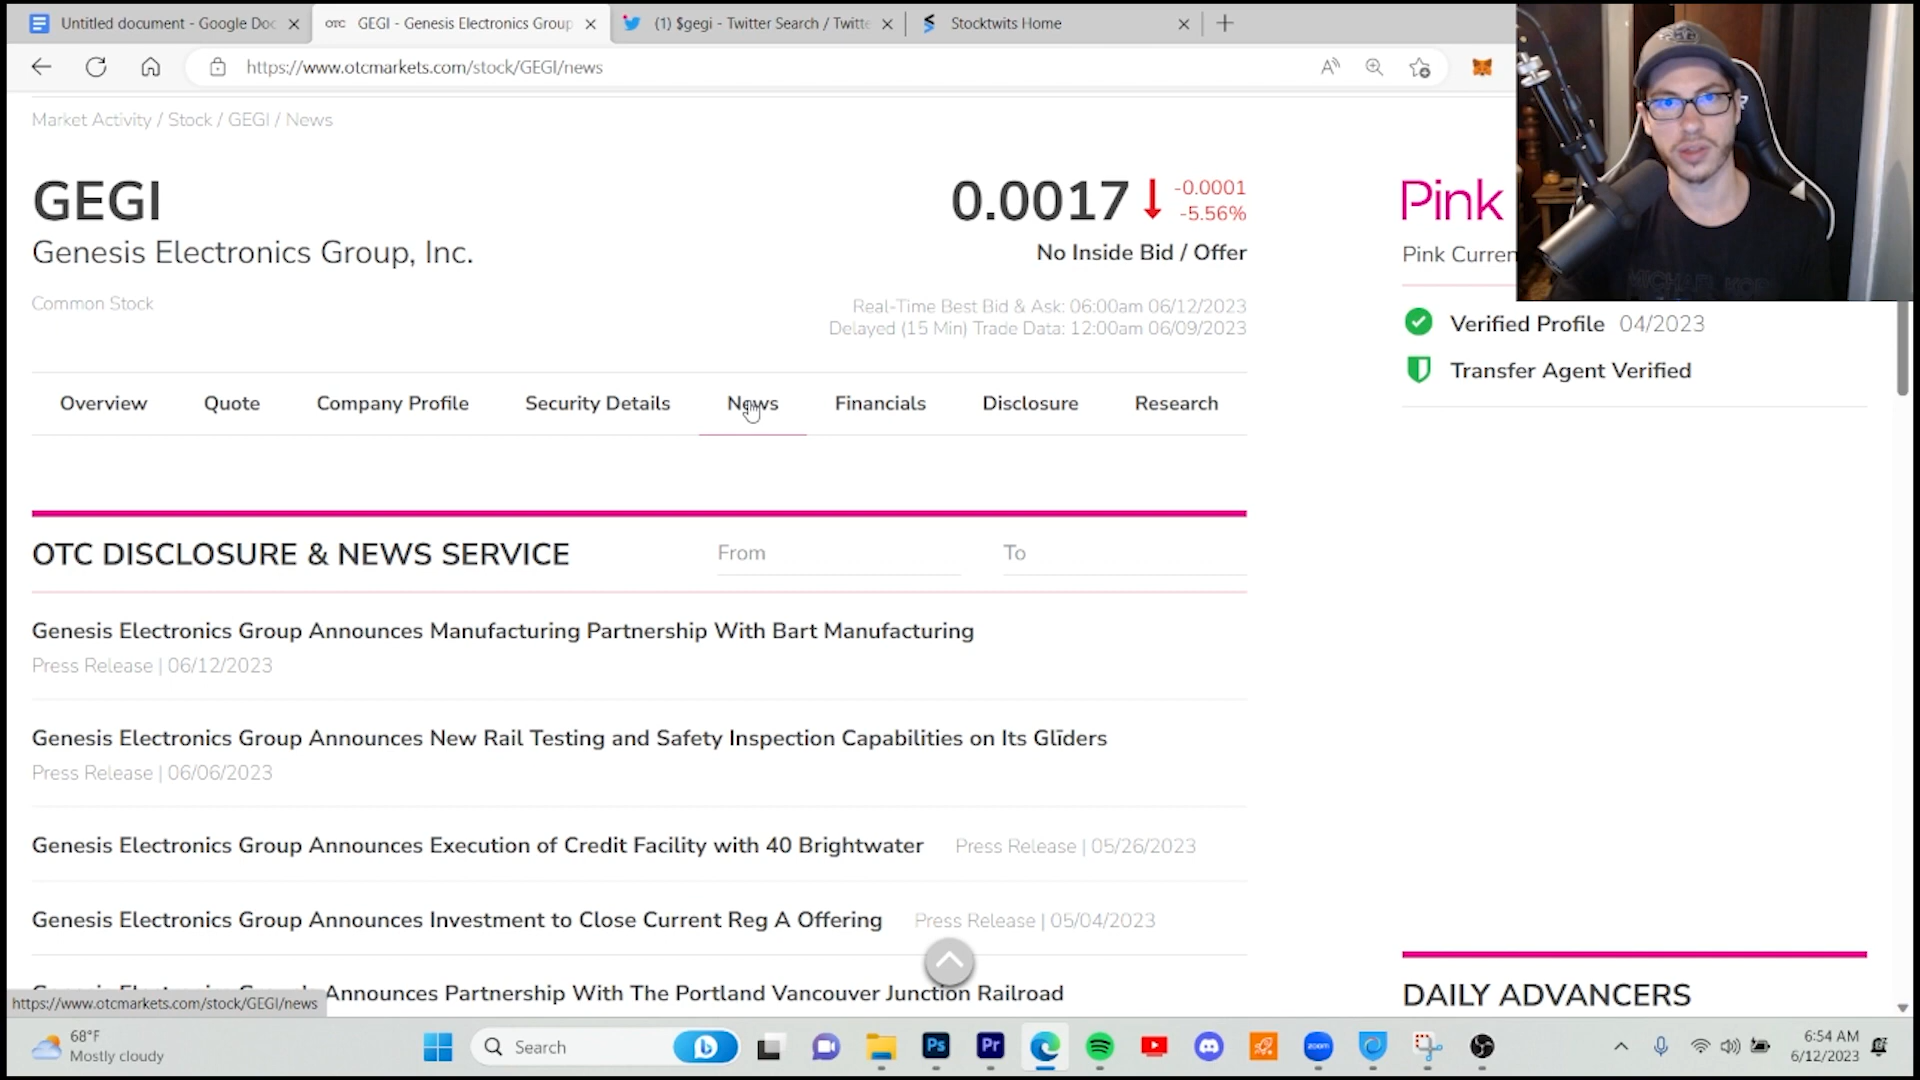 Untitled document - Google Doc
OTC GEGI - Genesis Electronics Group
(1) $gegi - Twitter Search / Twitte
Stocktwits Home
https://www.otcmarkets.com/stock/GEGI/news
Market Activity / Stock / GEGI / News
GEGI
0.0017
-0.0001
-5.56%
Genesis Electronics Group, Inc.
No Inside Bid / Offer
Common Stock
Real-Time Best Bid & Ask: 06:00am 06/12/2023
Delayed (15 Min) Trade Data: 12:00am 06/09/2023
Pink
Pink Curren
Verified Profile 04/2023
Transfer Agent Verified
Overview Quote Company Profile Security Details News Financials Disclosure Research
OTC DISCLOSURE & NEWS SERVICE From To
Genesis Electronics Group Announces Manufacturing Partnership With Bart Manufacturing
Press Release | 06/12/2023
Genesis Electronics Group Announces New Rail Testing and Safety Inspection Capabilities on Its Glīders
Press Release | 06/06/2023
Genesis Electronics Group Announces Execution of Credit Facility with 40 Brightwater Press Release | 05/26/2023
Genesis Electronics Group Announces Investment to Close Current Reg A Offering Press Release | 05/04/2023
Announces Partnership With The Portland Vancouver Junction Railroad
DAILY ADVANCERS
https://www.otcmarkets.com/stock/GEGI/news
68°F
Mostly cloudy
Search
Ps
Pr
zoom
6:54 AM
6/12/2023